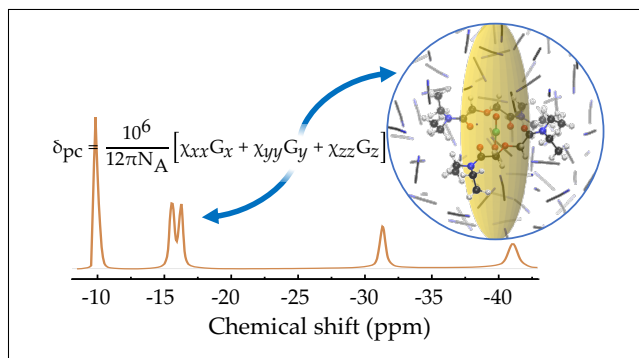 δpc = 10^6/12πN_A [χxxGx + χyyGy + χzzGz]
-10 -15 -20 -25 -30 -35 -40
Chemical shift (ppm)